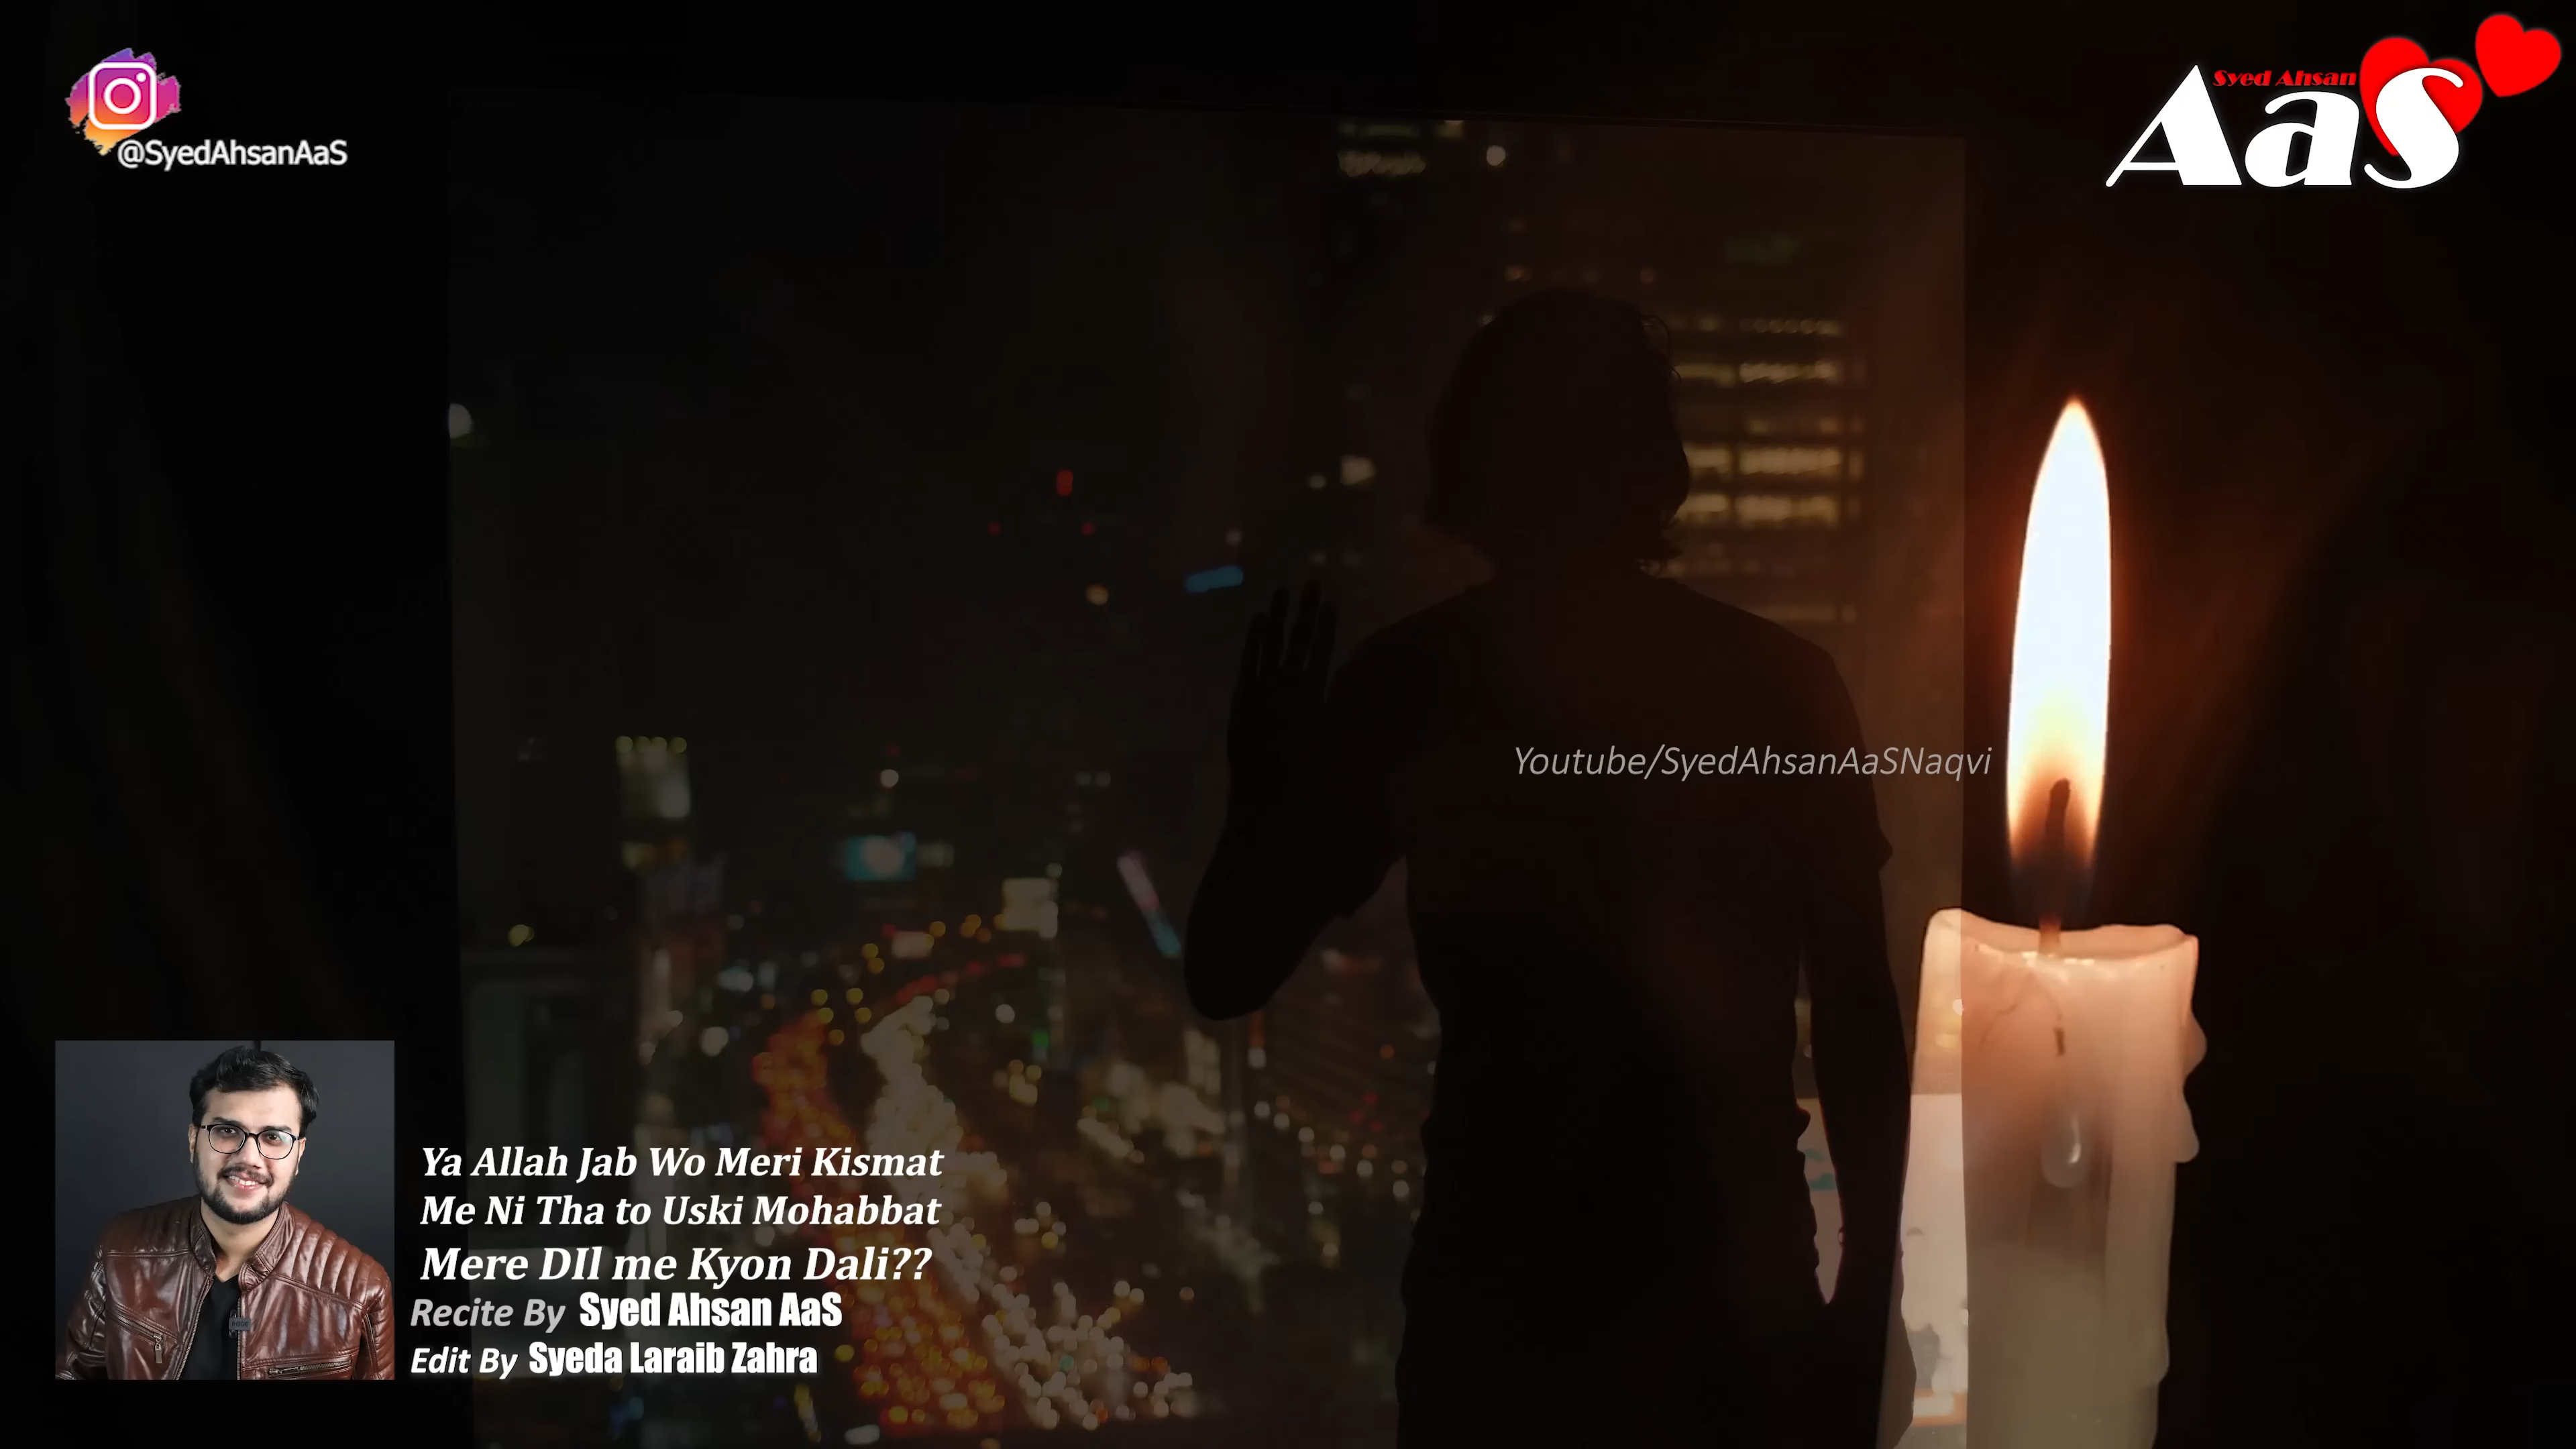 @SyedAhsanAaS
Syed Ahsan
AaS
Youtube/SyedAhsanAaSNaqvi
Ya Allah Jab Wo Meri Kismat
Me Ni Tha to Uski Mohabbat
Mere DIl me Kyon Dali??
Recite By Syed Ahsan AaS
Edit By Syeda Laraib Zahra